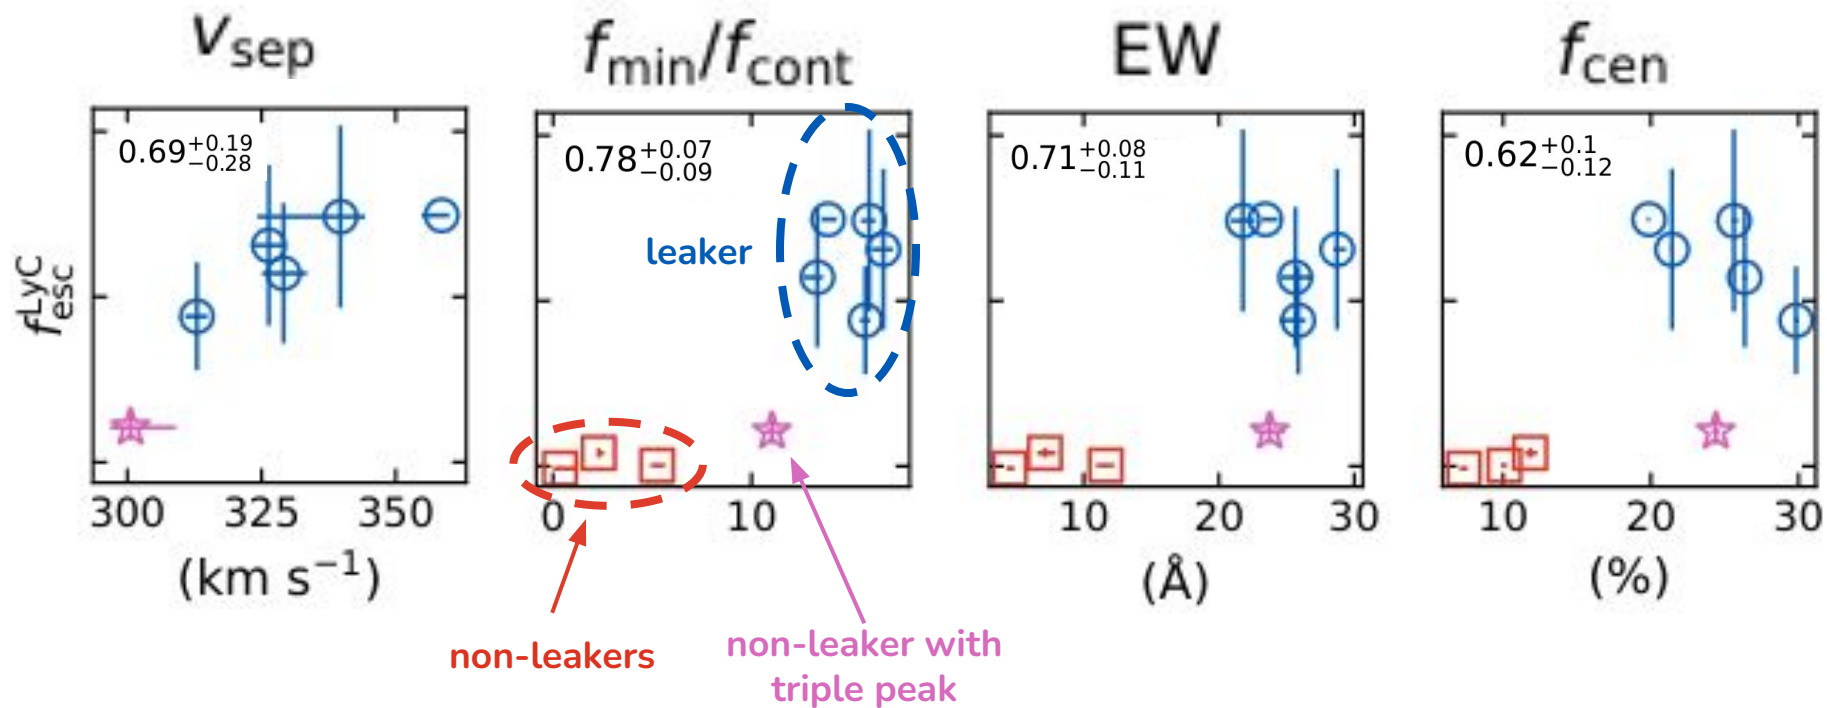 v_sep
f_min/f_cont
EW
f_cen
0.69^{+0.19}_{-0.28}
0.78^{+0.07}_{-0.09}
0.71^{+0.08}_{-0.11}
0.62^{+0.1}_{-0.12}
leaker
f_esc^LyC
300 325 350
0 10
10 20 30
10 20 30
(km s⁻¹)
(Å)
(%)
non-leakers
non-leaker with
triple peak